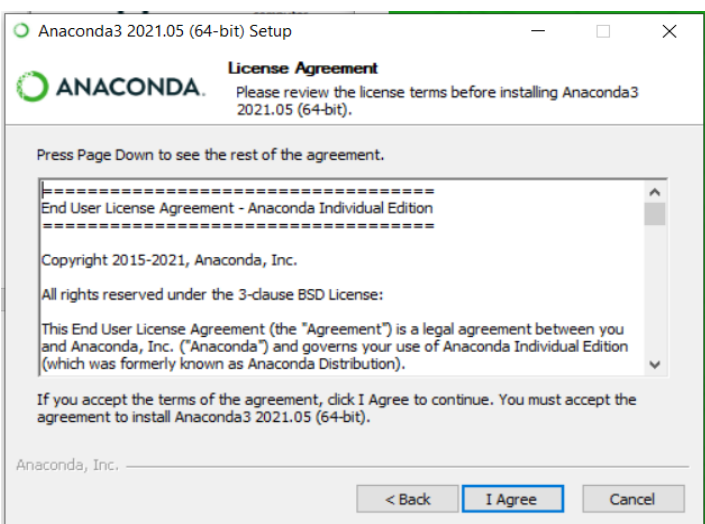 Anaconda3 2021.05 (64-bit) Setup
ANACONDA.
License Agreement
Please review the license terms before installing Anaconda3
2021.05 (64-bit).
Press Page Down to see the rest of the agreement.
===================================
End User License Agreement - Anaconda Individual Edition
===================================
Copyright 2015-2021, Anaconda, Inc.
All rights reserved under the 3-clause BSD License:
This End User License Agreement (the "Agreement") is a legal agreement between you
and Anaconda, Inc. ("Anaconda") and governs your use of Anaconda Individual Edition
(which was formerly known as Anaconda Distribution).
If you accept the terms of the agreement, click I Agree to continue. You must accept the
agreement to install Anaconda3 2021.05 (64-bit).
Anaconda, Inc.
< Back I Agree Cancel